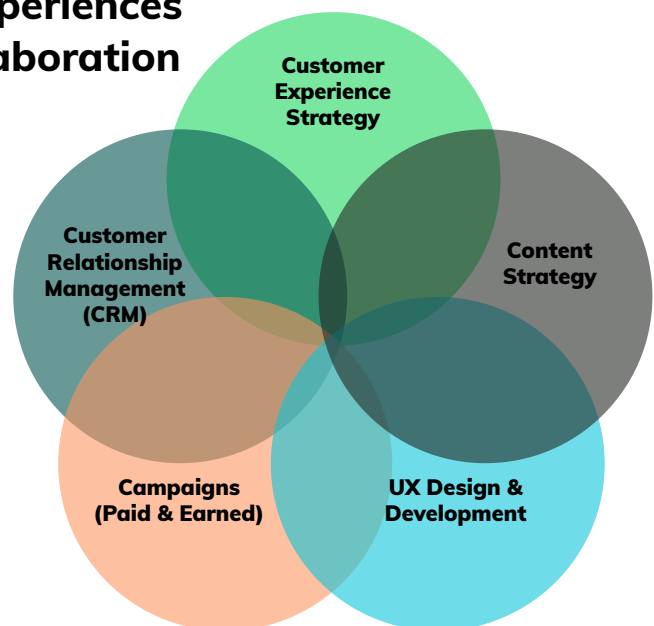 periences
aboration
Customer
Experience
Strategy
Customer
Relationship
Management
(CRM)
Content
Strategy
Campaigns
(Paid & Earned)
UX Design &
Development